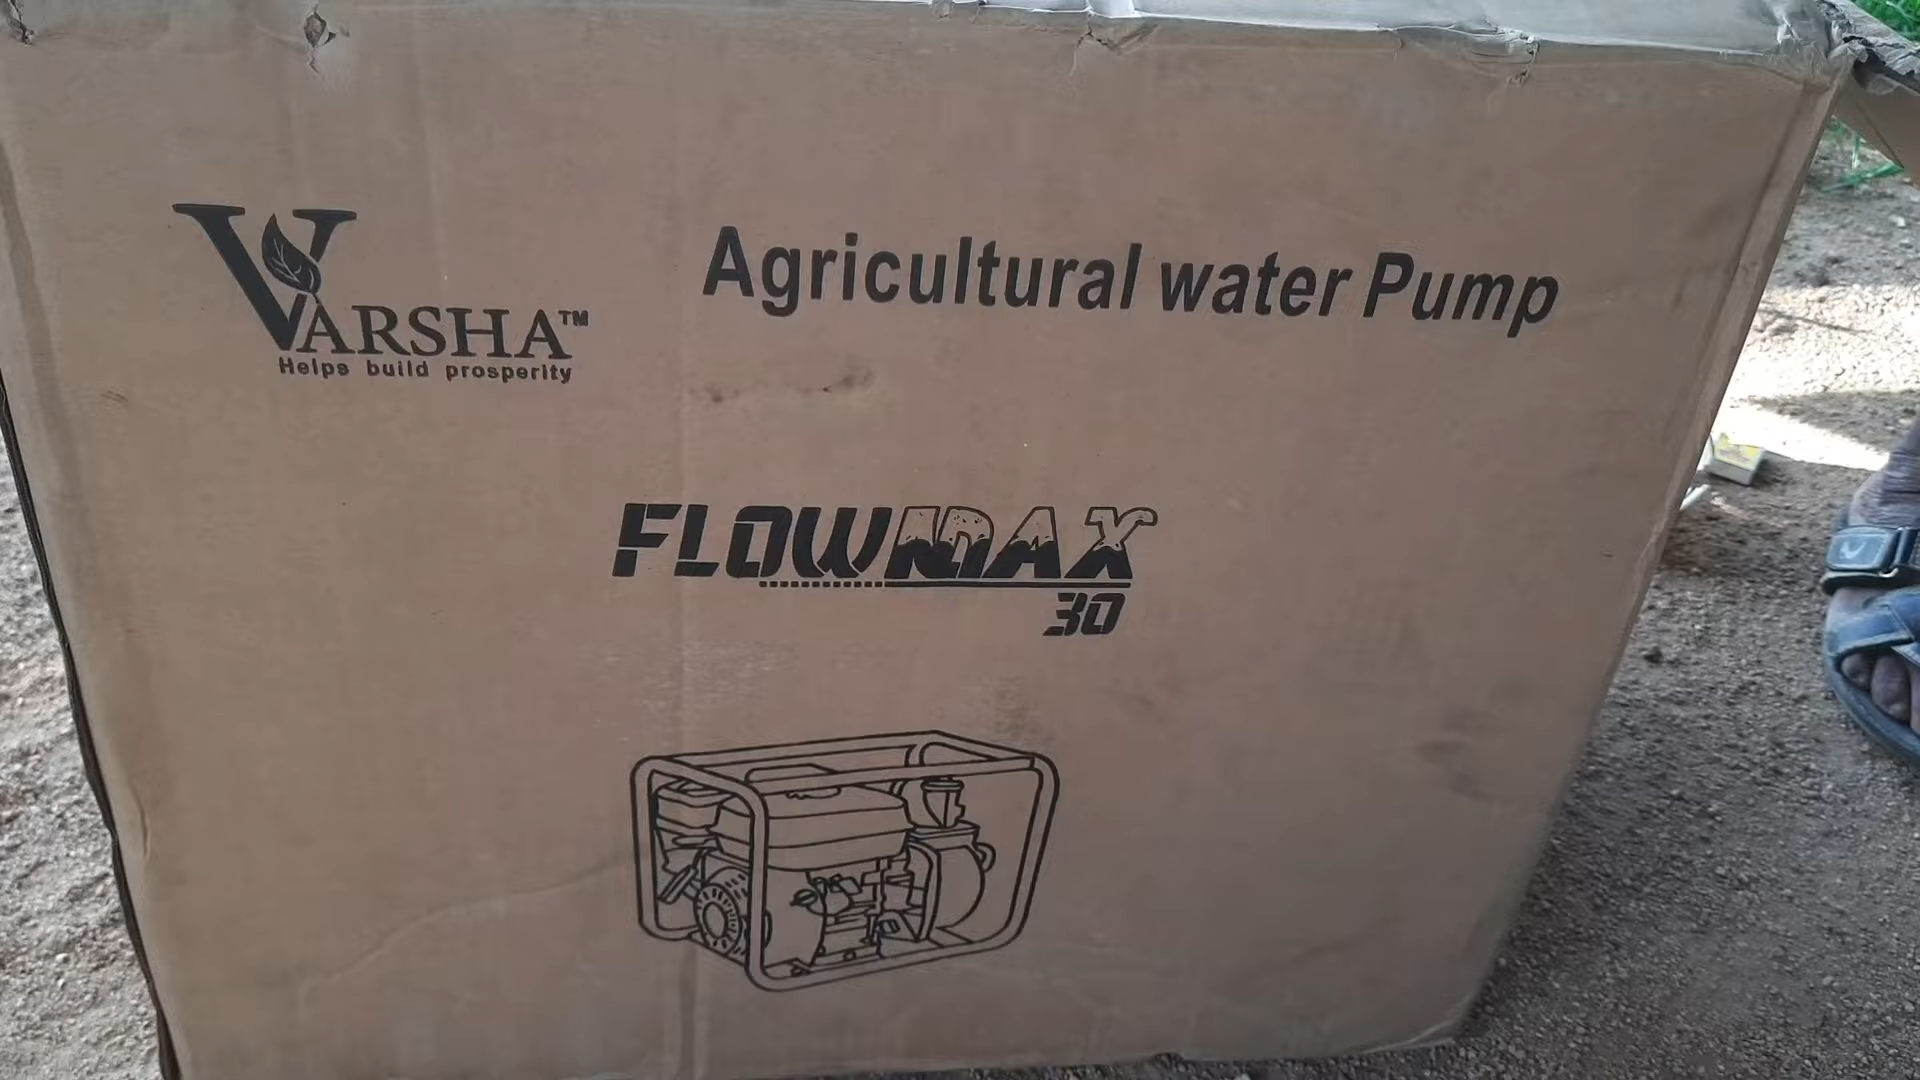 VARSHA™
Helps build prosperity
Agricultural water Pump
FLOWMAX
30